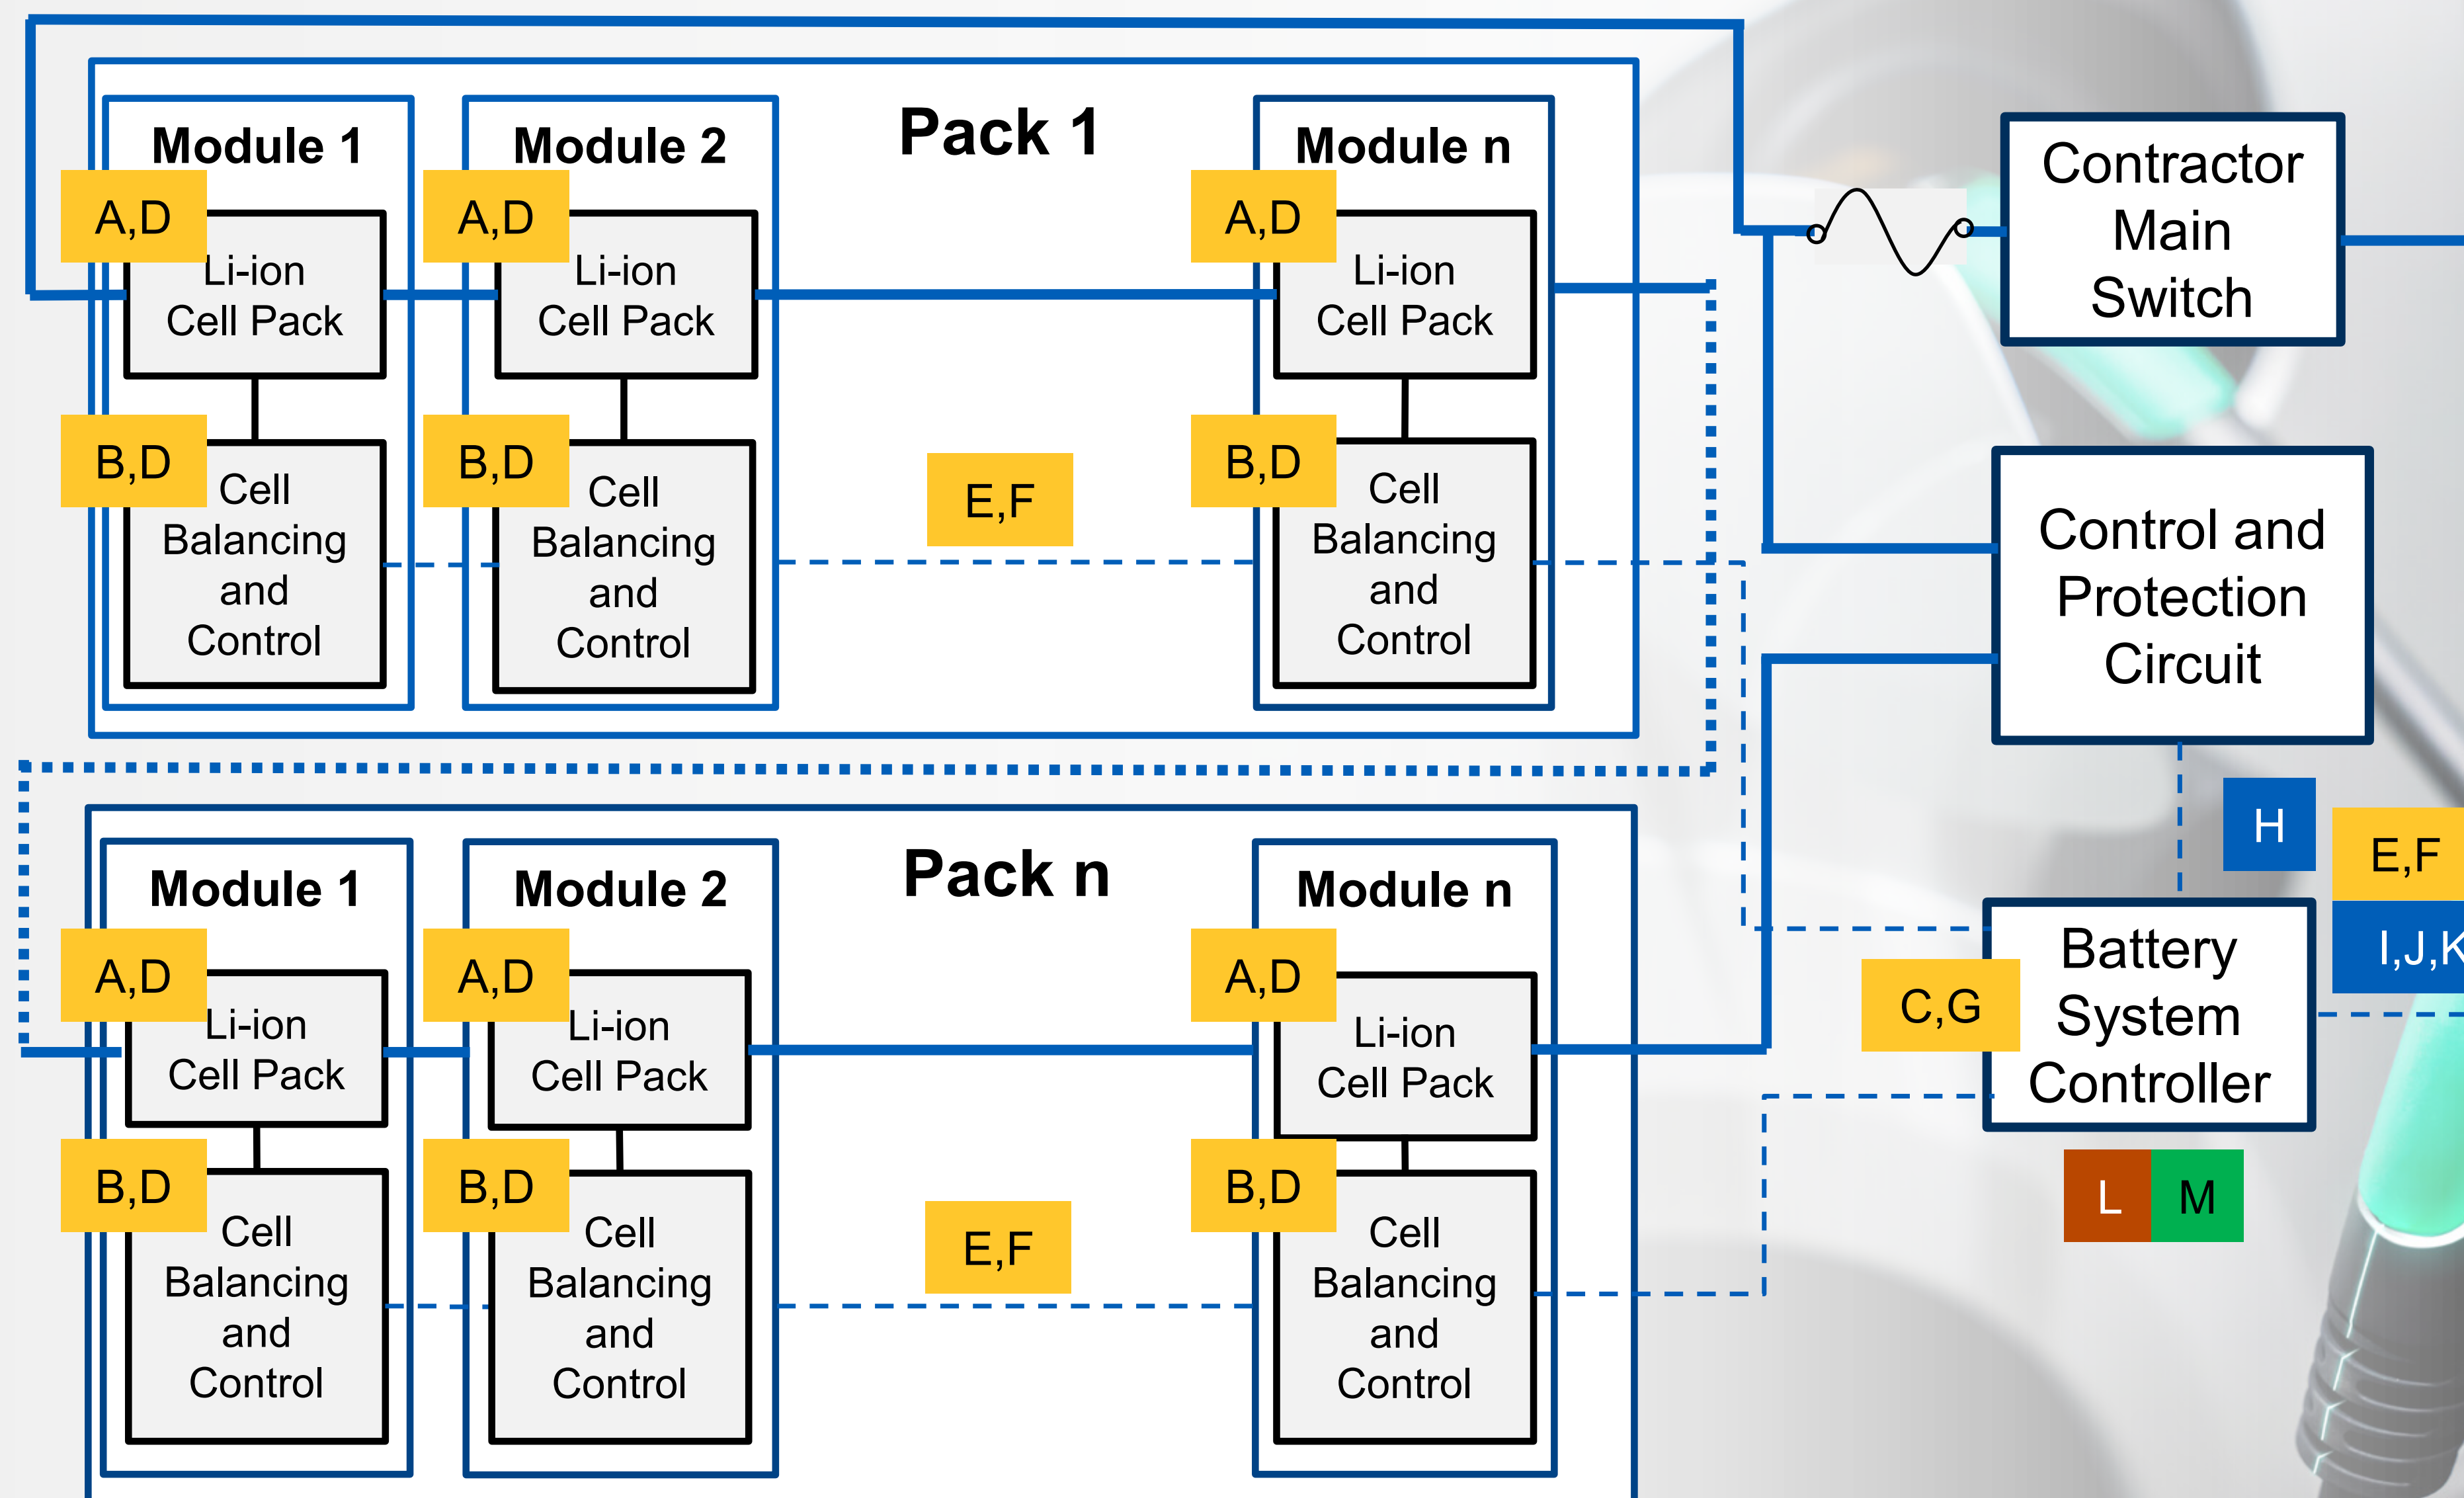 Pack 1
Module 1
A,D
Li-ion
Cell Pack
B,D
Cell
Balancing
and
Control
Module 2
A,D
Li-ion
Cell Pack
B,D
Cell
Balancing
and
Control
E,F
Module n
A,D
Li-ion
Cell Pack
B,D
Cell
Balancing
and
Control
Contractor
Main
Switch
Control and
Protection
Circuit
H
E,F
I,J,K
Battery
System
Controller
C,G
L
M
Pack n
Module 1
A,D
Li-ion
Cell Pack
B,D
Cell
Balancing
and
Control
Module 2
A,D
Li-ion
Cell Pack
B,D
Cell
Balancing
and
Control
E,F
Module n
A,D
Li-ion
Cell Pack
B,D
Cell
Balancing
and
Control